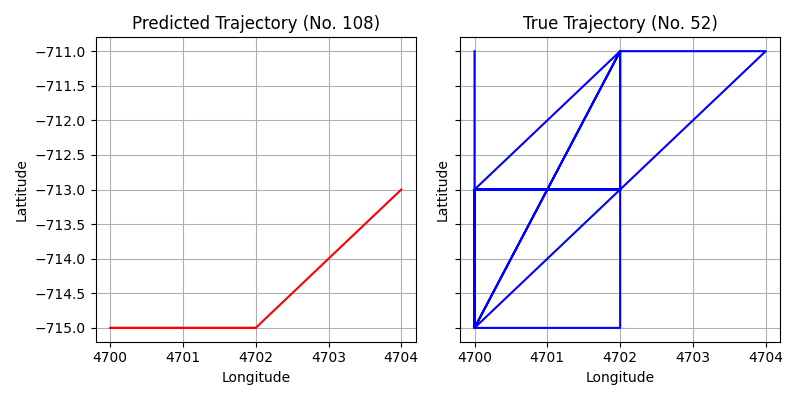 Predicted Trajectory (No. 108)
Lattitude
−711.0
−711.5
−712.0
−712.5
−713.0
−713.5
−714.0
−714.5
−715.0
4700 4701 4702 4703 4704
Longitude
True Trajectory (No. 52)
Lattitude
4700 4701 4702 4703 4704
Longitude